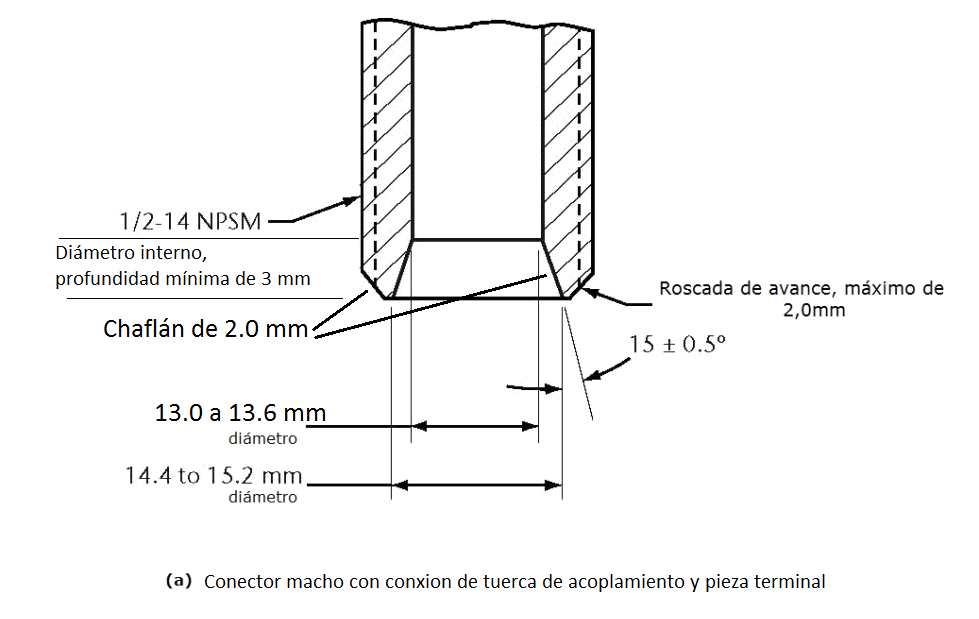 1/2-14 NPSM
Diámetro interno,
profundidad mínima de 3 mm
Chaflán de 2.0 mm
Roscada de avance, máximo de
2,0mm
15 ± 0.5º
13.0 a 13.6 mm
diámetro
14.4 to 15.2 mm
diámetro
(a) Conector macho con conxion de tuerca de acoplamiento y pieza terminal